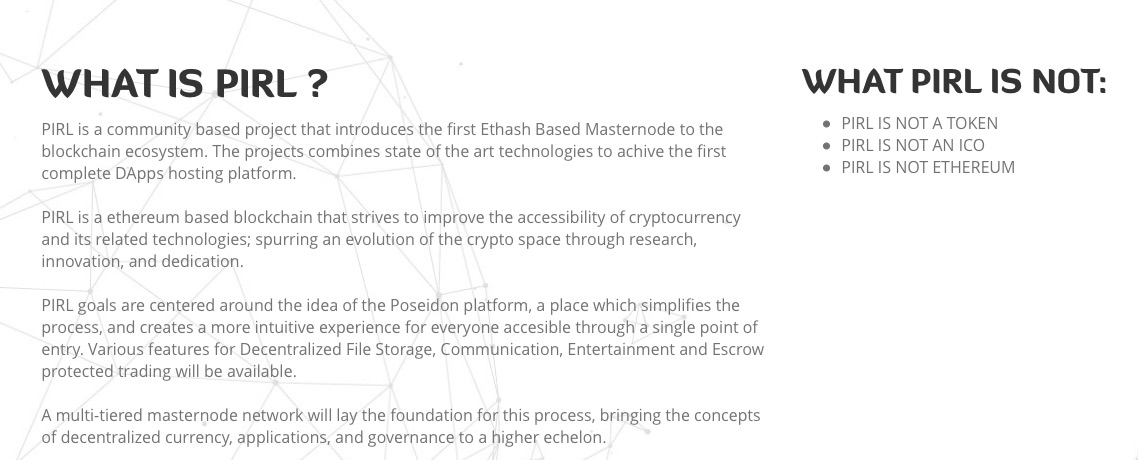 WHAT IS PIRL ?
PIRL is a community based project that introduces the first Ethash Based Masternode to the
blockchain ecosystem. The projects combines state of the art technologies to achive the first
complete DApps hosting platform.
PIRL is a ethereum based blockchain that strives to improve the accessibility of cryptocurrency
and its related technologies; spurring an evolution of the crypto space through research,
innovation, and dedication.
PIRL goals are centered around the idea of the Poseidon platform, a place which simplifies the
process, and creates a more intuitive experience for everyone accesible through a single point of
entry. Various features for Decentralized File Storage, Communication, Entertainment and Escrow
protected trading will be available.
A multi-tiered masternode network will lay the foundation for this process, bringing the concepts
of decentralized currency, applications, and governance to a higher echelon.
WHAT PIRL IS NOT:
● PIRL IS NOT A TOKEN
● PIRL IS NOT AN ICO
● PIRL IS NOT ETHEREUM